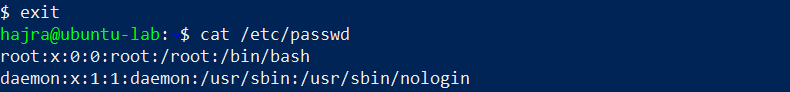 $ exit
hajra@ubuntu-lab:~$ cat /etc/passwd
root:x:0:0:root:/root:/bin/bash
daemon:x:1:1:daemon:/usr/sbin:/usr/sbin/nologin